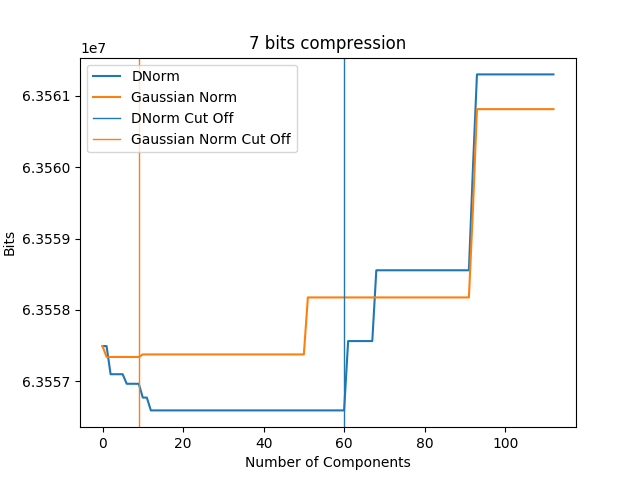 7 bits compression
1e7
DNorm
Gaussian Norm
DNorm Cut Off
Gaussian Norm Cut Off
6.3561
6.3560
6.3559
6.3558
6.3557
Bits
0 20 40 60 80 100
Number of Components